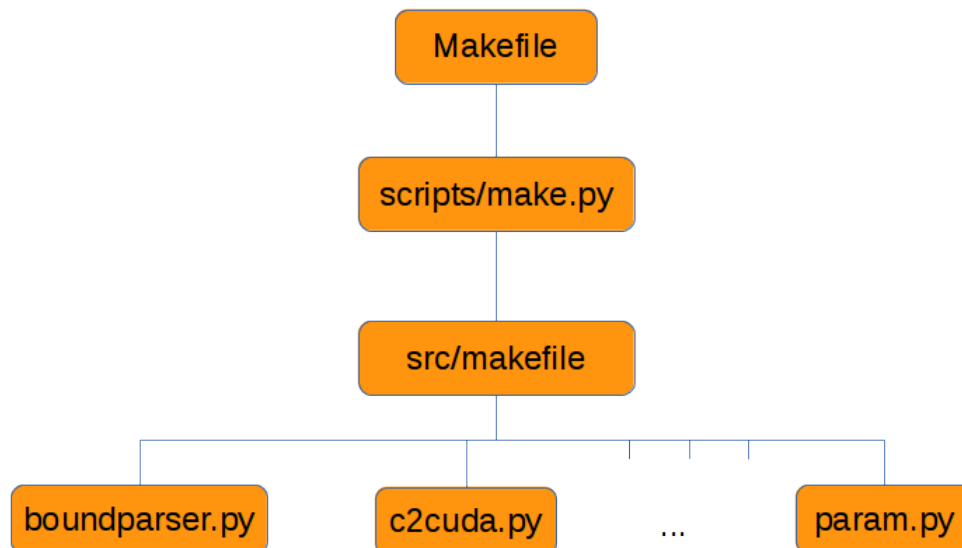 Makefile
scripts/make.py
src/makefile
boundparser.py
c2cuda.py
...
param.py